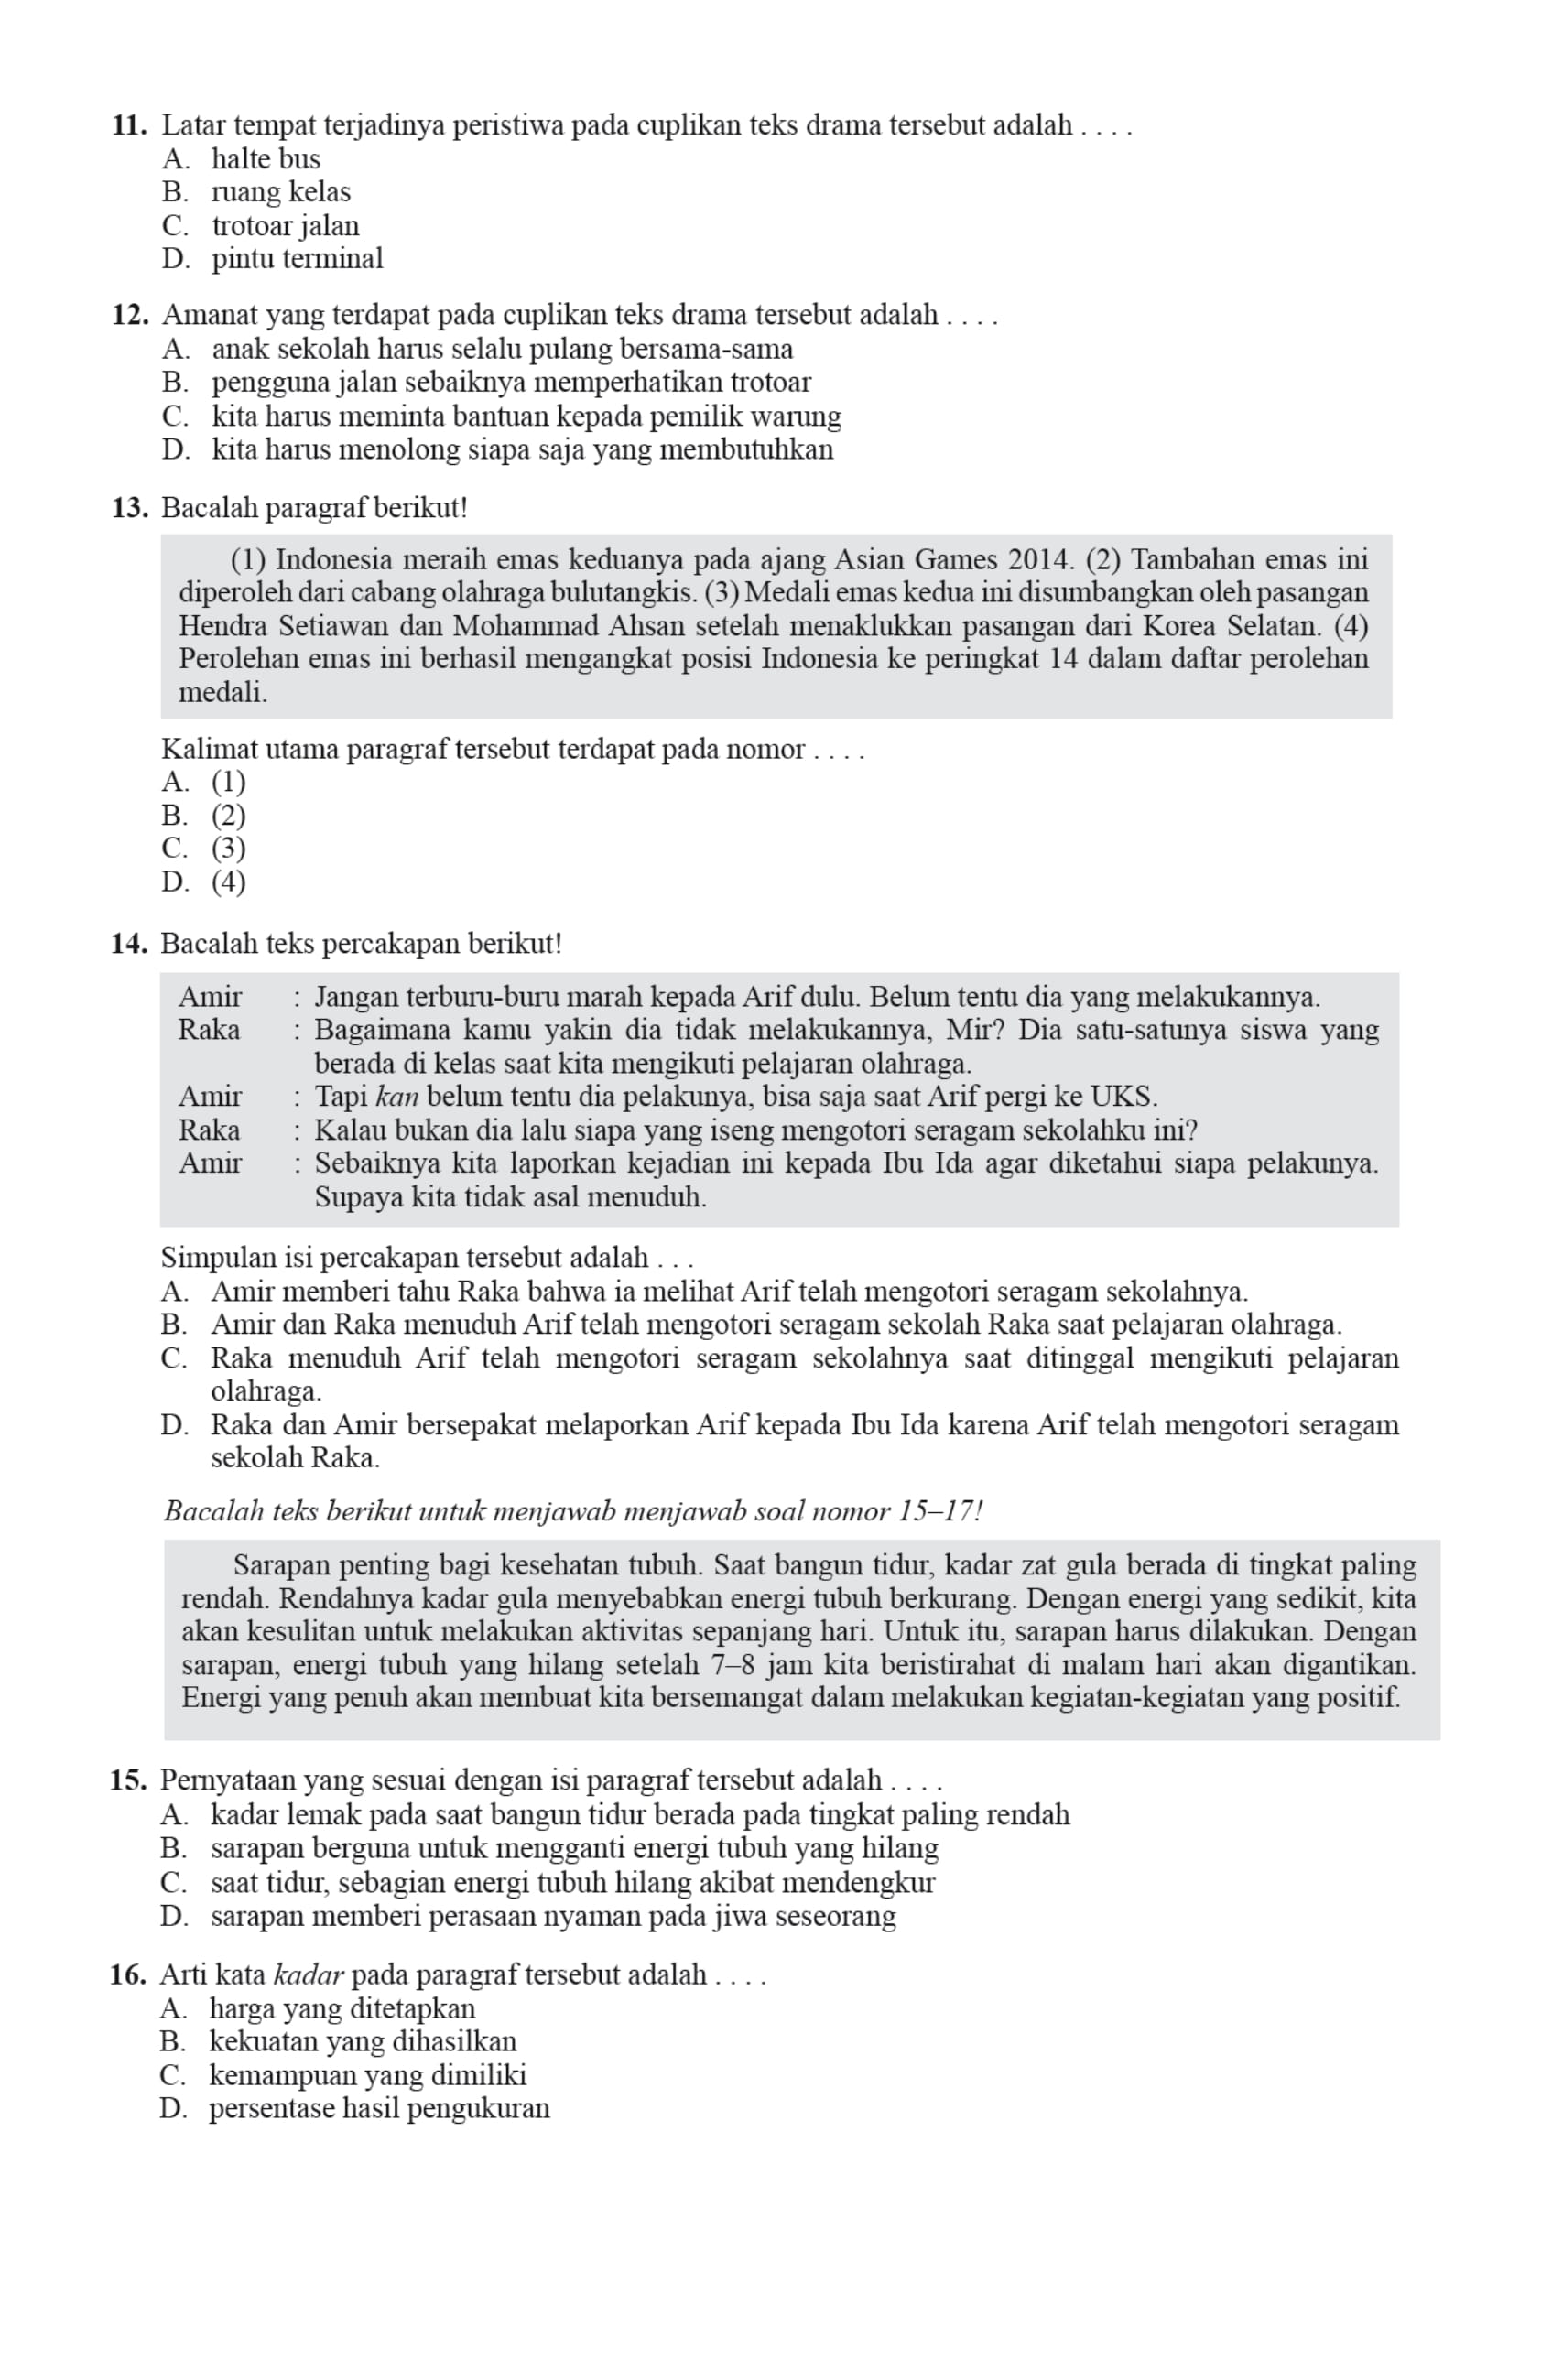 11. Latar tempat terjadinya peristiwa pada cuplikan teks drama tersebut adalah . . . .
A. halte bus
B. ruang kelas
C. trotoar jalan
D. pintu terminal
12. Amanat yang terdapat pada cuplikan teks drama tersebut adalah . . . .
A. anak sekolah harus selalu pulang bersama-sama
B. pengguna jalan sebaiknya memperhatikan trotoar
C. kita harus meminta bantuan kepada pemilik warung
D. kita harus menolong siapa saja yang membutuhkan
13. Bacalah paragraf berikut!
(1) Indonesia meraih emas keduanya pada ajang Asian Games 2014. (2) Tambahan emas ini
diperoleh dari cabang olahraga bulutangkis. (3) Medali emas kedua ini disumbangkan oleh pasangan
Hendra Setiawan dan Mohammad Ahsan setelah menaklukkan pasangan dari Korea Selatan. (4)
Perolehan emas ini berhasil mengangkat posisi Indonesia ke peringkat 14 dalam daftar perolehan
medali.
Kalimat utama paragraf tersebut terdapat pada nomor . . . .
A. (1)
B. (2)
C. (3)
D. (4)
14. Bacalah teks percakapan berikut!
Amir : Jangan terburu-buru marah kepada Arif dulu. Belum tentu dia yang melakukannya.
Raka : Bagaimana kamu yakin dia tidak melakukannya, Mir? Dia satu-satunya siswa yang
berada di kelas saat kita mengikuti pelajaran olahraga.
Amir : Tapi kan belum tentu dia pelakunya, bisa saja saat Arif pergi ke UKS.
Raka : Kalau bukan dia lalu siapa yang iseng mengotori seragam sekolahku ini?
Amir : Sebaiknya kita laporkan kejadian ini kepada Ibu Ida agar diketahui siapa pelakunya.
Supaya kita tidak asal menuduh.
Simpulan isi percakapan tersebut adalah . . .
A. Amir memberi tahu Raka bahwa ia melihat Arif telah mengotori seragam sekolahnya.
B. Amir dan Raka menuduh Arif telah mengotori seragam sekolah Raka saat pelajaran olahraga.
C. Raka menuduh Arif telah mengotori seragam sekolahnya saat ditinggal mengikuti pelajaran
olahraga.
D. Raka dan Amir bersepakat melaporkan Arif kepada Ibu Ida karena Arif telah mengotori seragam
sekolah Raka.
Bacalah teks berikut untuk menjawab menjawab soal nomor 15–17!
Sarapan penting bagi kesehatan tubuh. Saat bangun tidur, kadar zat gula berada di tingkat paling
rendah. Rendahnya kadar gula menyebabkan energi tubuh berkurang. Dengan energi yang sedikit, kita
akan kesulitan untuk melakukan aktivitas sepanjang hari. Untuk itu, sarapan harus dilakukan. Dengan
sarapan, energi tubuh yang hilang setelah 7–8 jam kita beristirahat di malam hari akan digantikan.
Energi yang penuh akan membuat kita bersemangat dalam melakukan kegiatan-kegiatan yang positif.
15. Pernyataan yang sesuai dengan isi paragraf tersebut adalah . . . .
A. kadar lemak pada saat bangun tidur berada pada tingkat paling rendah
B. sarapan berguna untuk mengganti energi tubuh yang hilang
C. saat tidur, sebagian energi tubuh hilang akibat mendengkur
D. sarapan memberi perasaan nyaman pada jiwa seseorang
16. Arti kata kadar pada paragraf tersebut adalah . . . .
A. harga yang ditetapkan
B. kekuatan yang dihasilkan
C. kemampuan yang dimiliki
D. persentase hasil pengukuran